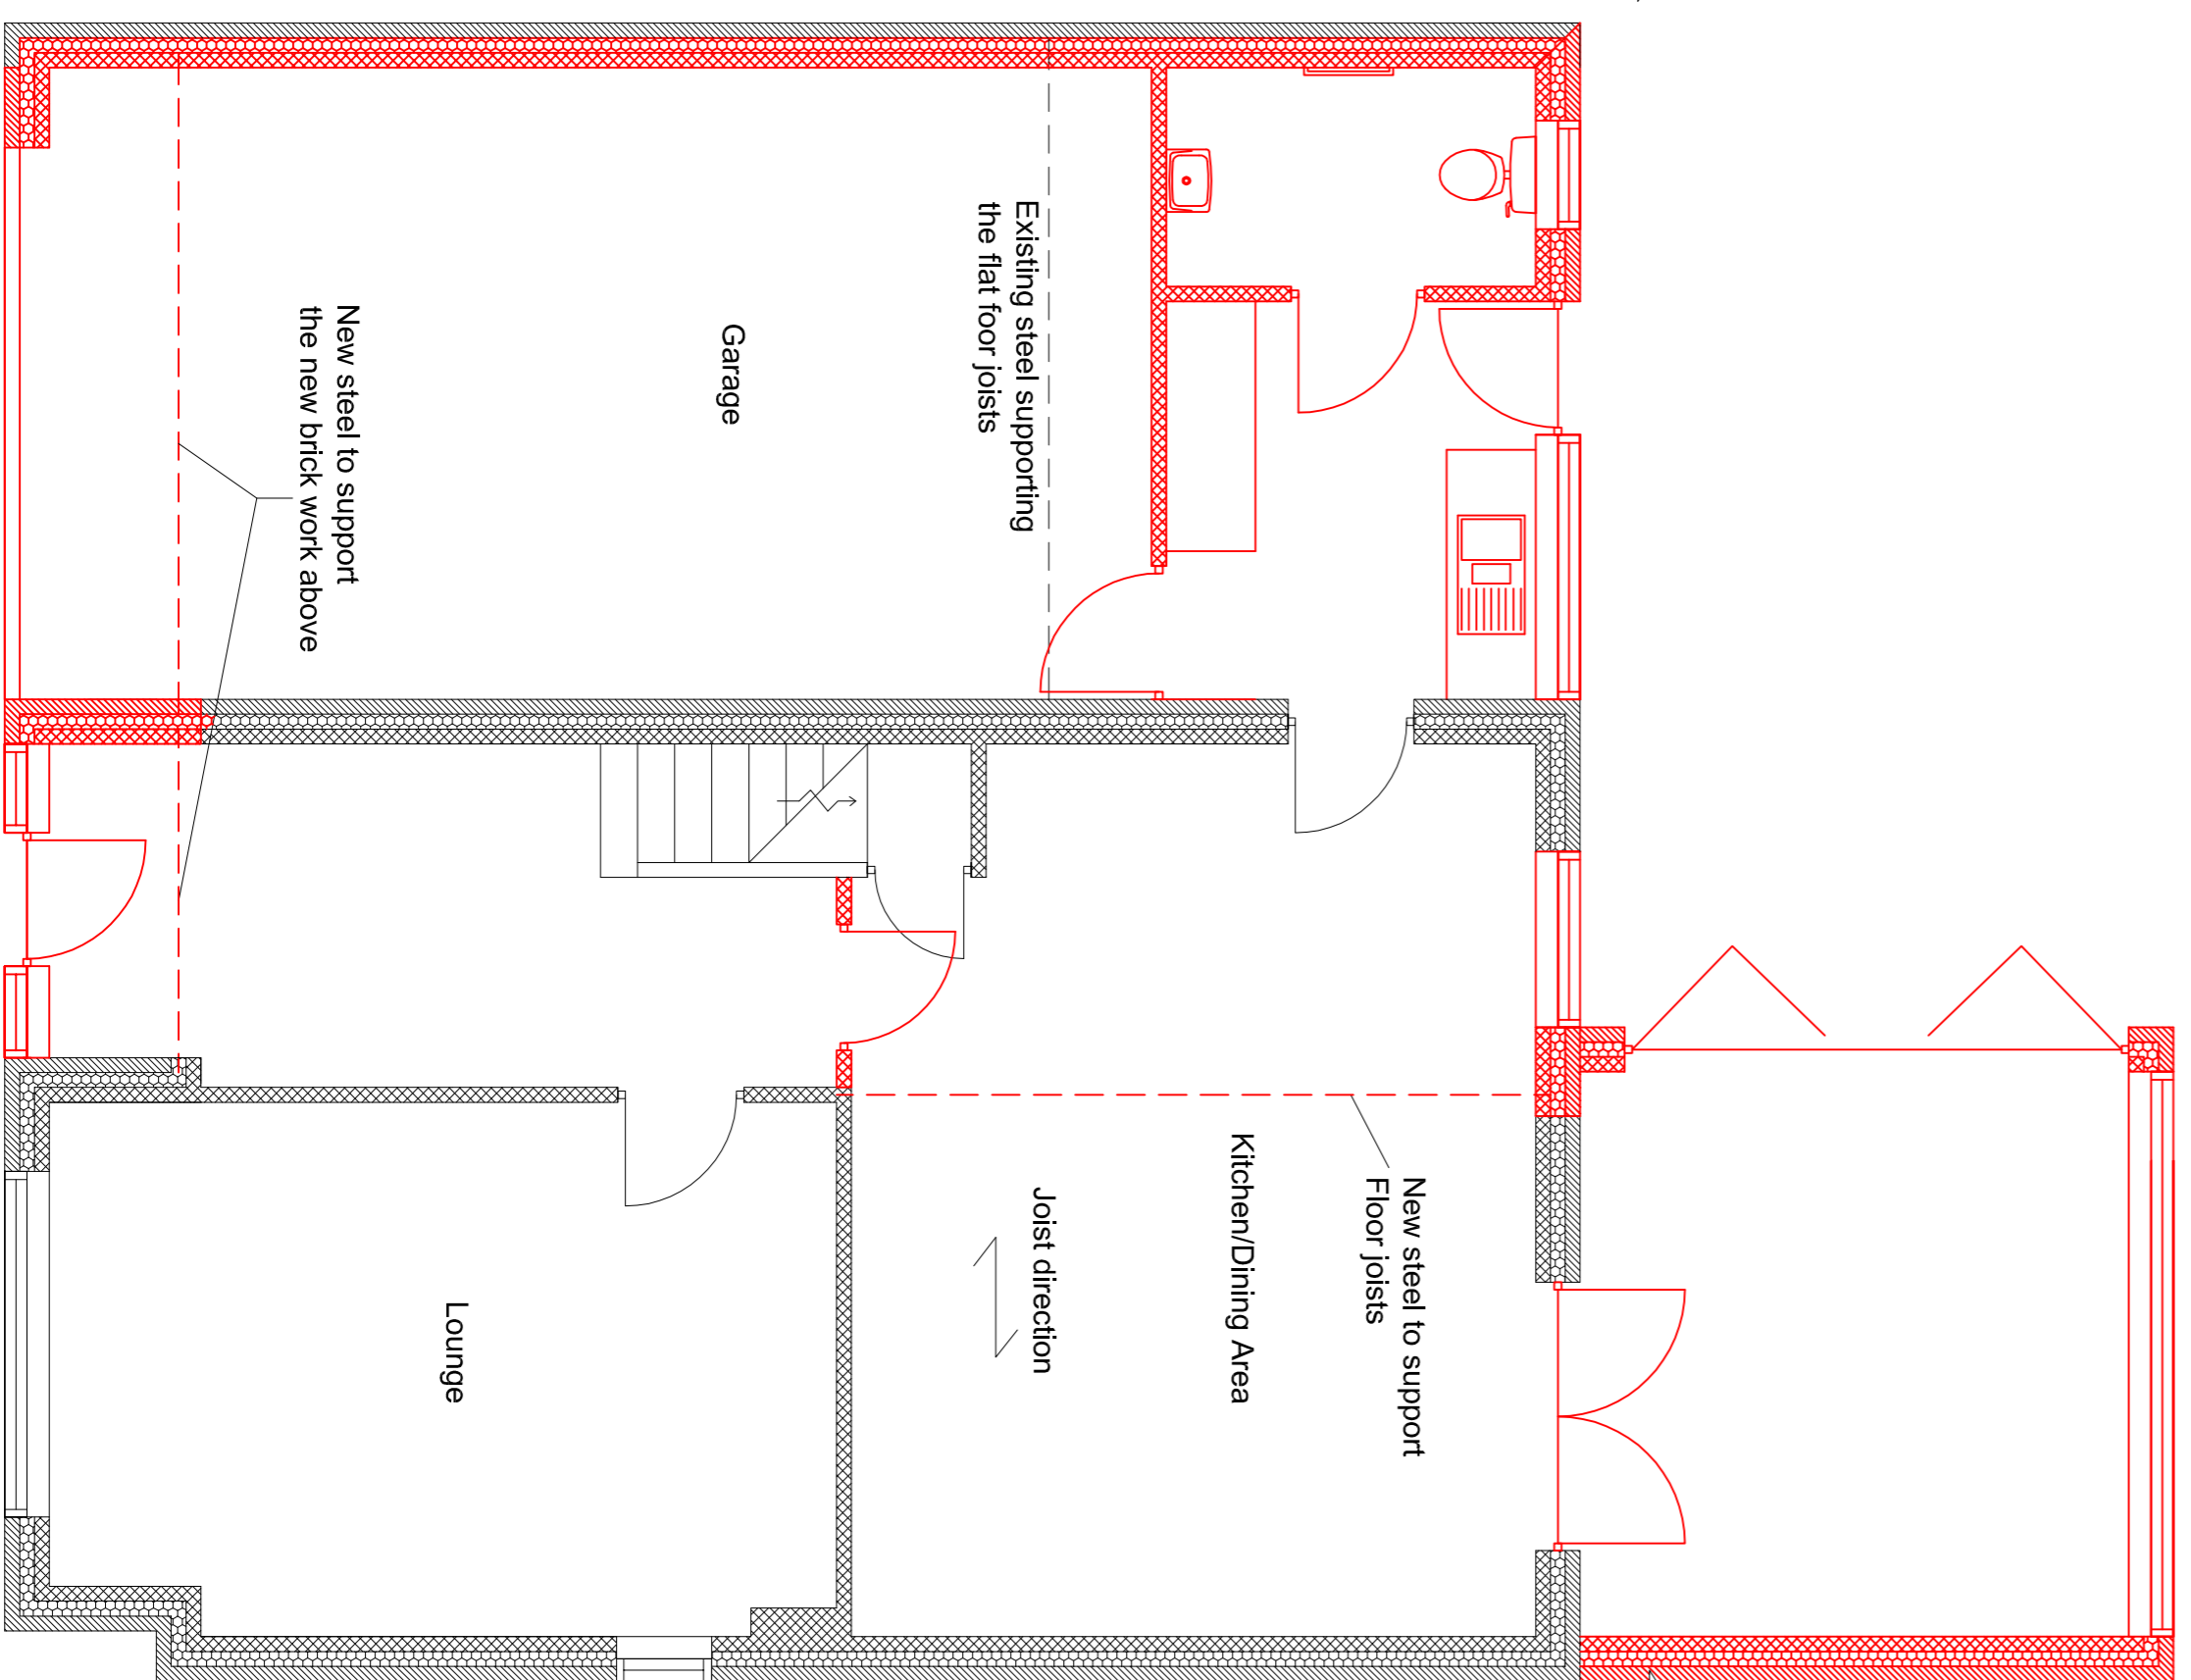 Existing steel supporting
the flat foor joists
Garage
New steel to support
the new brick work above
New steel to support
Floor joists
Kitchen/Dining Area
Joist direction
Lounge